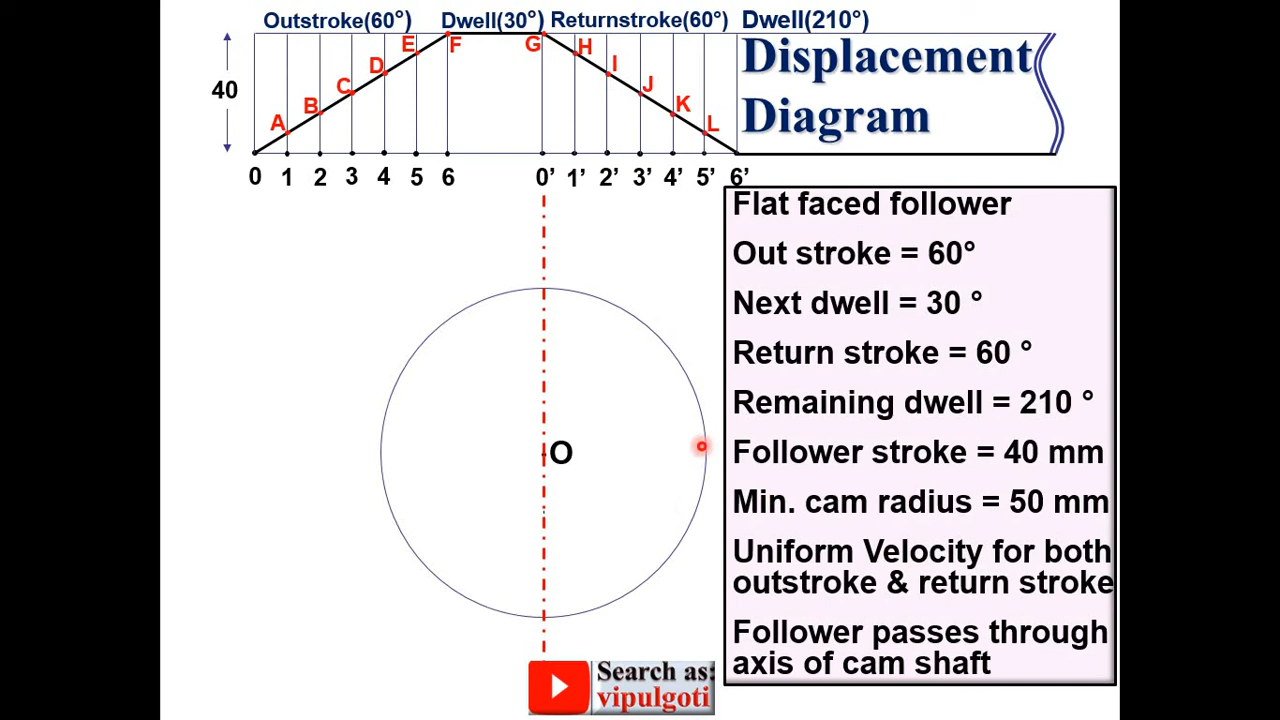 Outstroke(60°) Dwell(30°) Returnstroke(60°) Dwell(210°)
40
A B C D E F G H I J K L
Displacement
Diagram
0 1 2 3 4 5 6 0' 1' 2' 3' 4' 5' 6'
Flat faced follower
Out stroke = 60°
Next dwell = 30 °
Return stroke = 60 °
Remaining dwell = 210 °
Follower stroke = 40 mm
Min. cam radius = 50 mm
Uniform Velocity for both
outstroke & return stroke
Follower passes through
axis of cam shaft
O
Search as:
vipulgoti